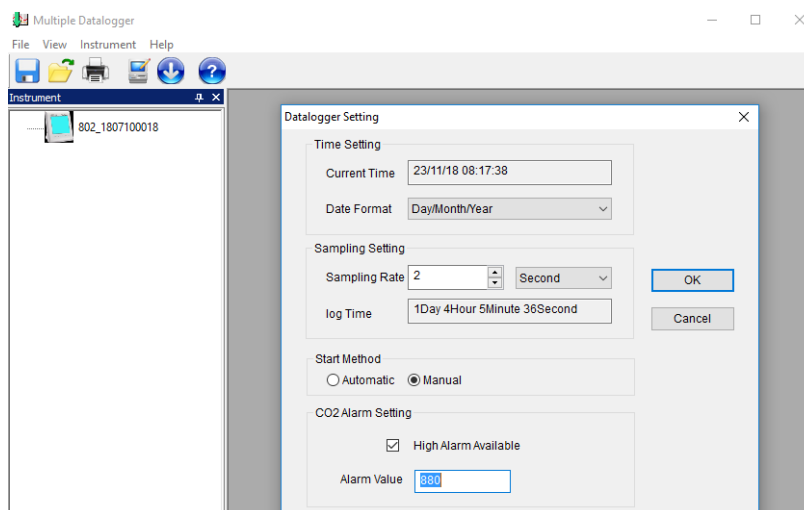 Multiple Datalogger
File View Instrument Help
Instrument
802_1807100018
Datalogger Setting
Time Setting
Current Time 23/11/18 08:17:38
Date Format Day/Month/Year
Sampling Setting
Sampling Rate 2 Second
log Time 1Day 4Hour 5Minute 36Second
OK
Cancel
Start Method
Automatic Manual
CO2 Alarm Setting
High Alarm Available
Alarm Value 880